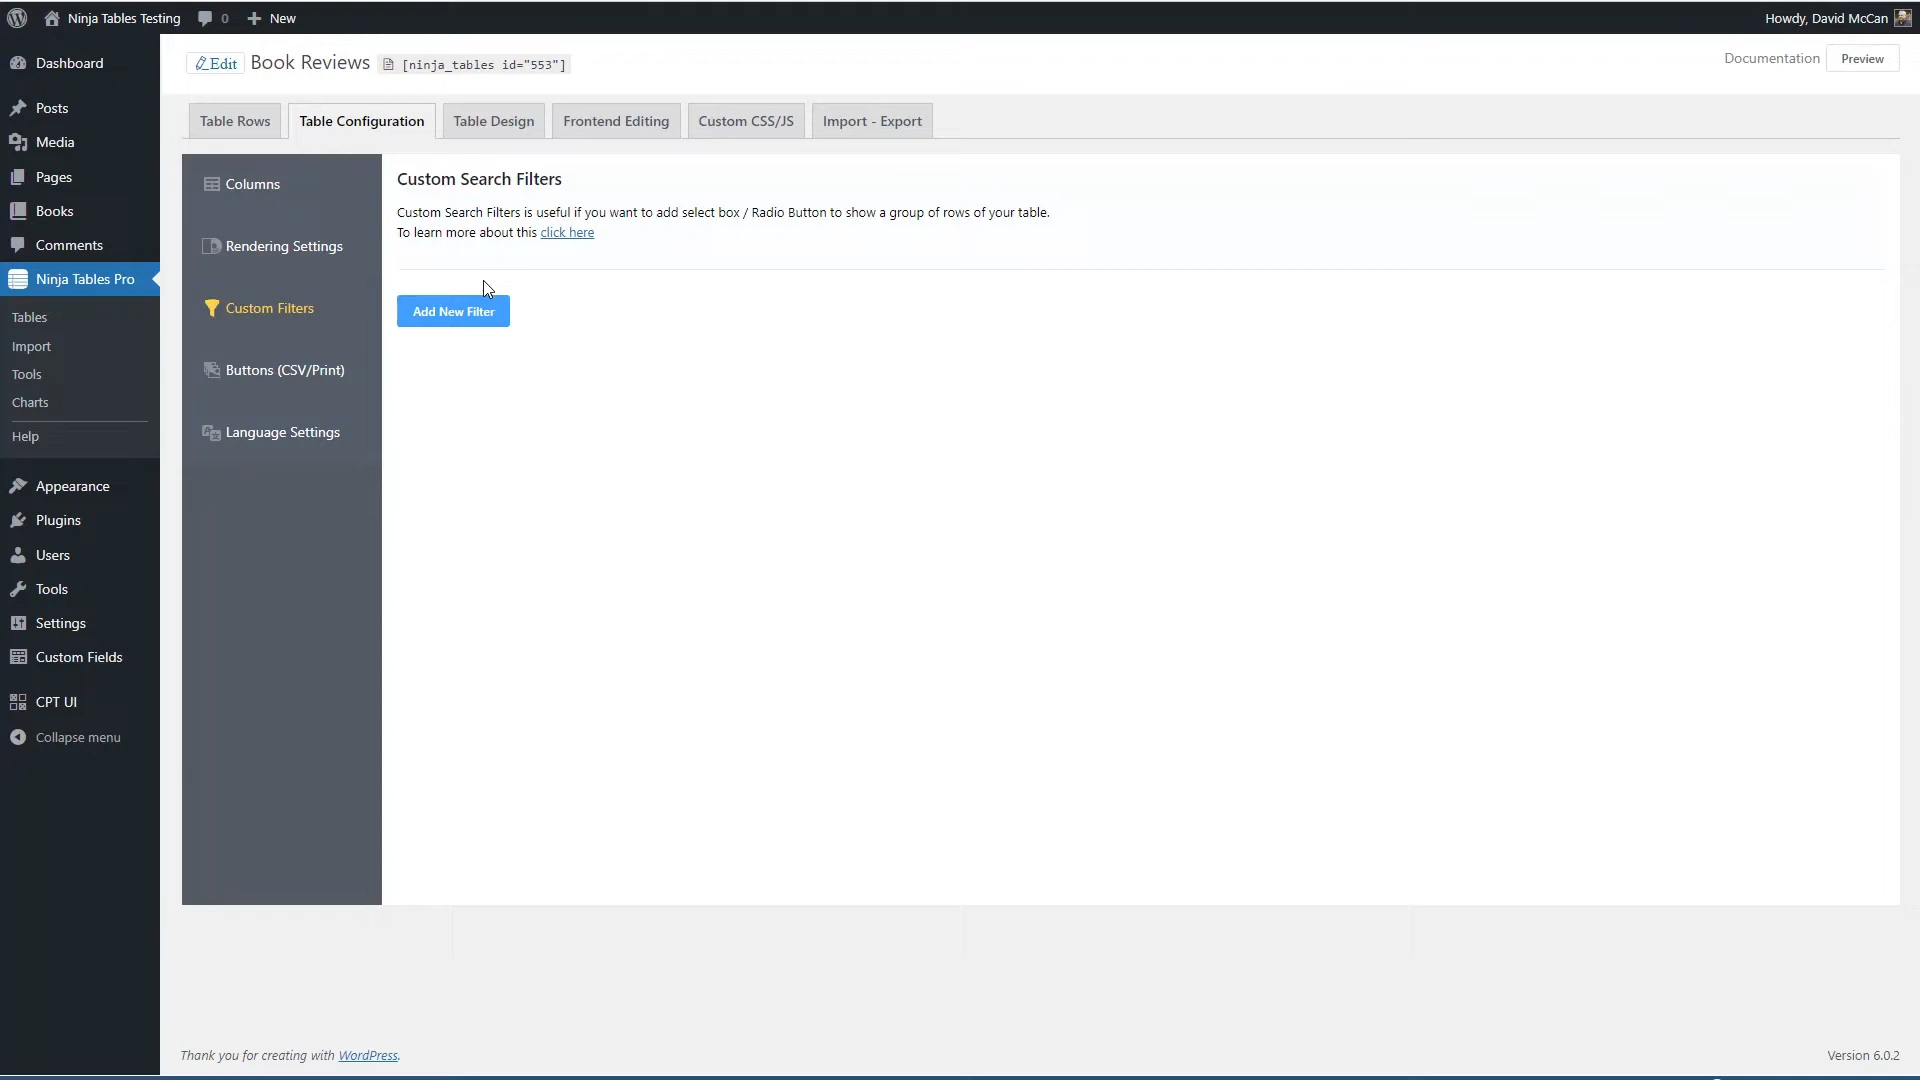 Ninja Tables Testing
0
New
Howdy, David McCan
Dashboard
Posts
Media
Pages
Books
Comments
Ninja Tables Pro
Tables
Import
Tools
Charts
Help
Appearance
Plugins
Users
Tools
Settings
Custom Fields
CPT UI
Collapse menu
Edit Book Reviews [ninja_tables id="553"]
Documentation Preview
Table Rows Table Configuration Table Design Frontend Editing Custom CSS/JS Import - Export
Columns
Rendering Settings
Custom Filters
Buttons (CSV/Print)
Language Settings
Custom Search Filters
Custom Search Filters is useful if you want to add select box / Radio Button to show a group of rows of your table.
To learn more about this click here
Add New Filter
Thank you for creating with WordPress.
Version 6.0.2